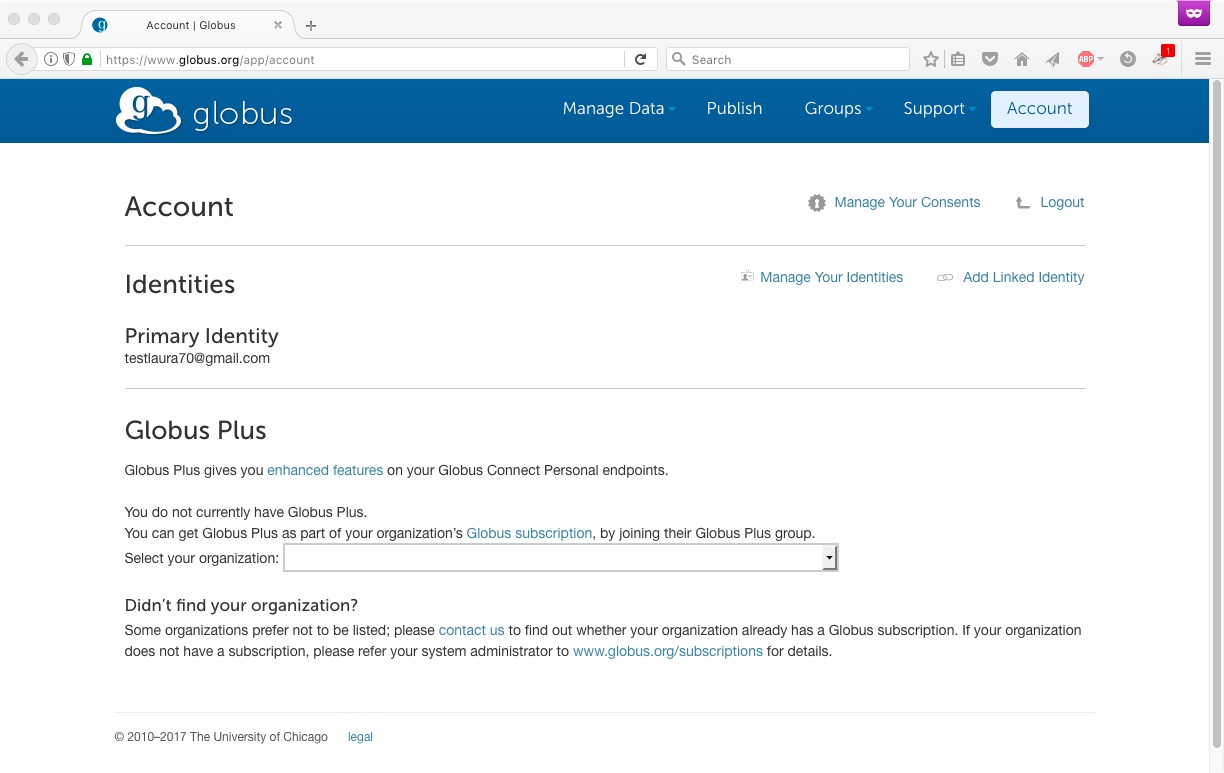 Account | Globus
https://www.globus.org/app/account
Search
ABP
1
g globus
Manage Data
Publish
Groups
Support
Account
Account
Manage Your Consents
Logout
Identities
Manage Your Identities
Add Linked Identity
Primary Identity
testlaura70@gmail.com
Globus Plus
Globus Plus gives you enhanced features on your Globus Connect Personal endpoints.
You do not currently have Globus Plus.
You can get Globus Plus as part of your organization's Globus subscription, by joining their Globus Plus group.
Select your organization:
Didn't find your organization?
Some organizations prefer not to be listed; please contact us to find out whether your organization already has a Globus subscription. If your organization
does not have a subscription, please refer your system administrator to www.globus.org/subscriptions for details.
© 2010–2017 The University of Chicago legal